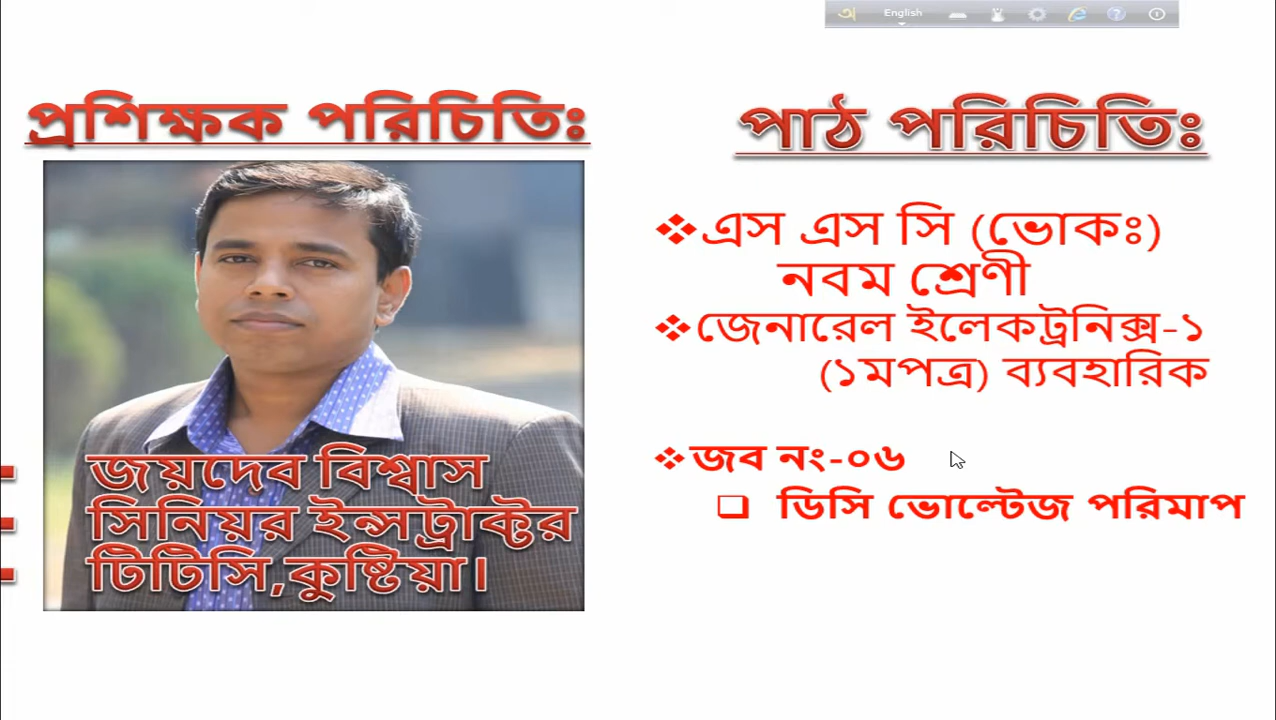 English
প্রশিক্ষক পরিচিতিঃ
জয়দেব বিশ্বাস
সিনিয়র ইন্সট্রাক্টর
টিটিসি,কুষ্টিয়া।
পাঠ পরিচিতিঃ
❖এস এস সি (ভোকঃ)
নবম শ্রেণী
❖জেনারেল ইলেকট্রনিক্স-১
(১মপত্র) ব্যবহারিক
❖জব নং-০৬
❑ ডিসি ভোল্টেজ পরিমাপ